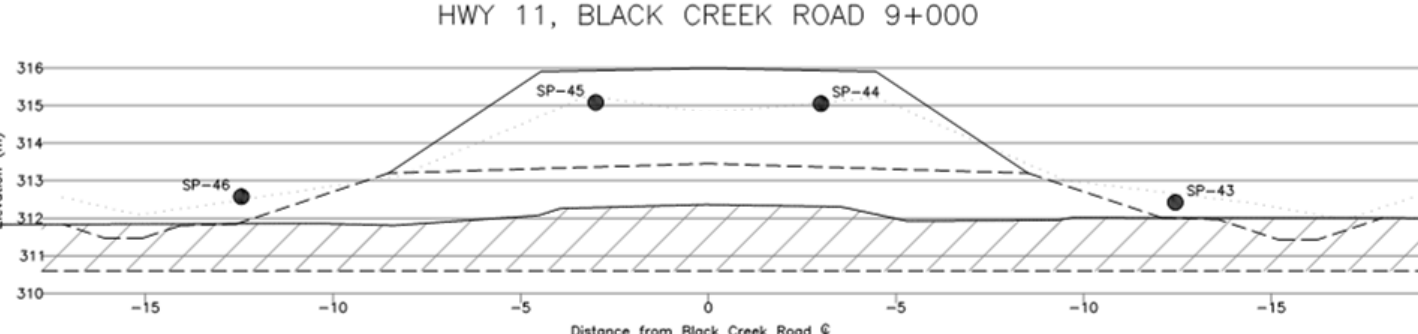 HWY 11, BLACK CREEK ROAD 9+000
316
SP-45
SP-44
315
314
313
SP-46
SP-43
312
311
310
-15
-10
-5
0
-5
-10
-15
Distance from Black Creek Road ℄